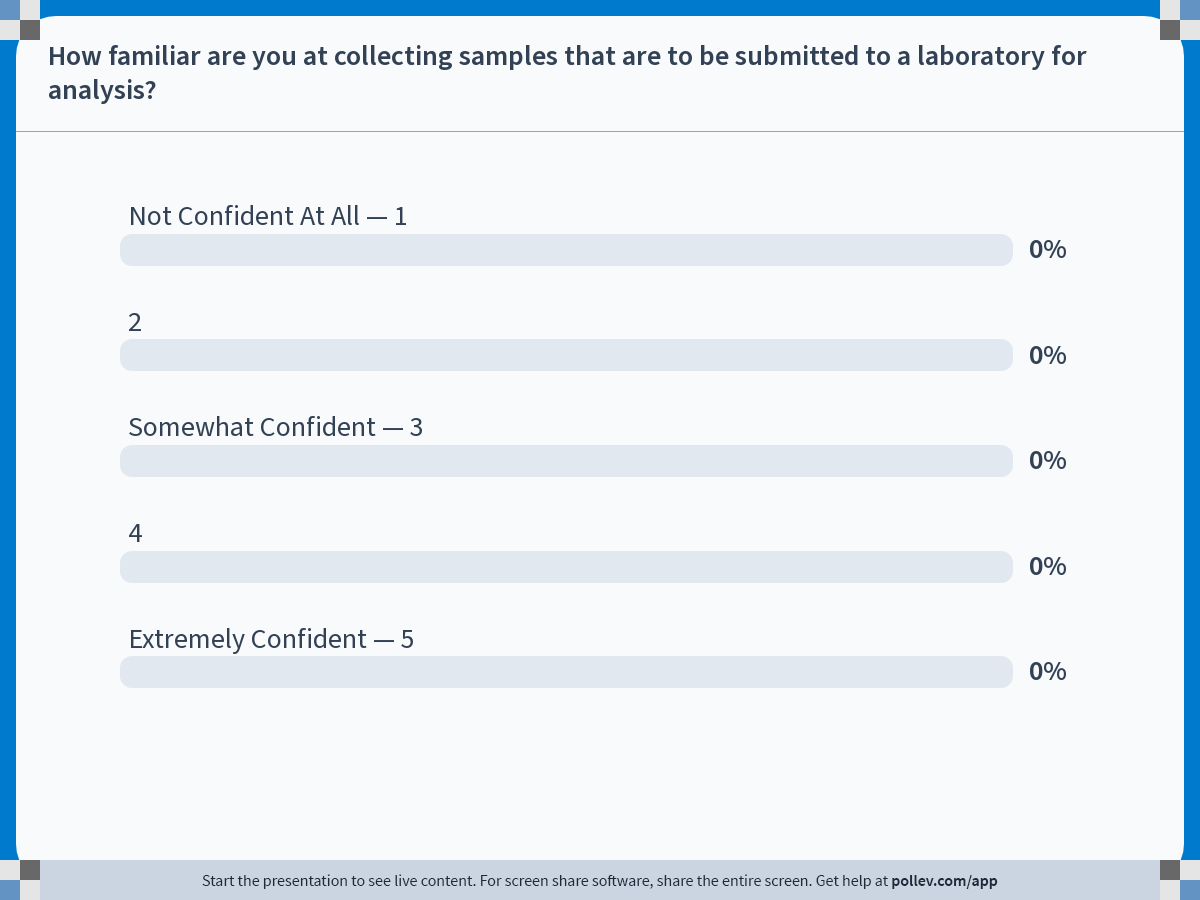 How familiar are you at collecting samples that are to be submitted to a laboratory for
analysis?
Not Confident At All — 1
0%
2
0%
Somewhat Confident — 3
0%
4
0%
Extremely Confident — 5
0%
Start the presentation to see live content. For screen share software, share the entire screen. Get help at pollev.com/app